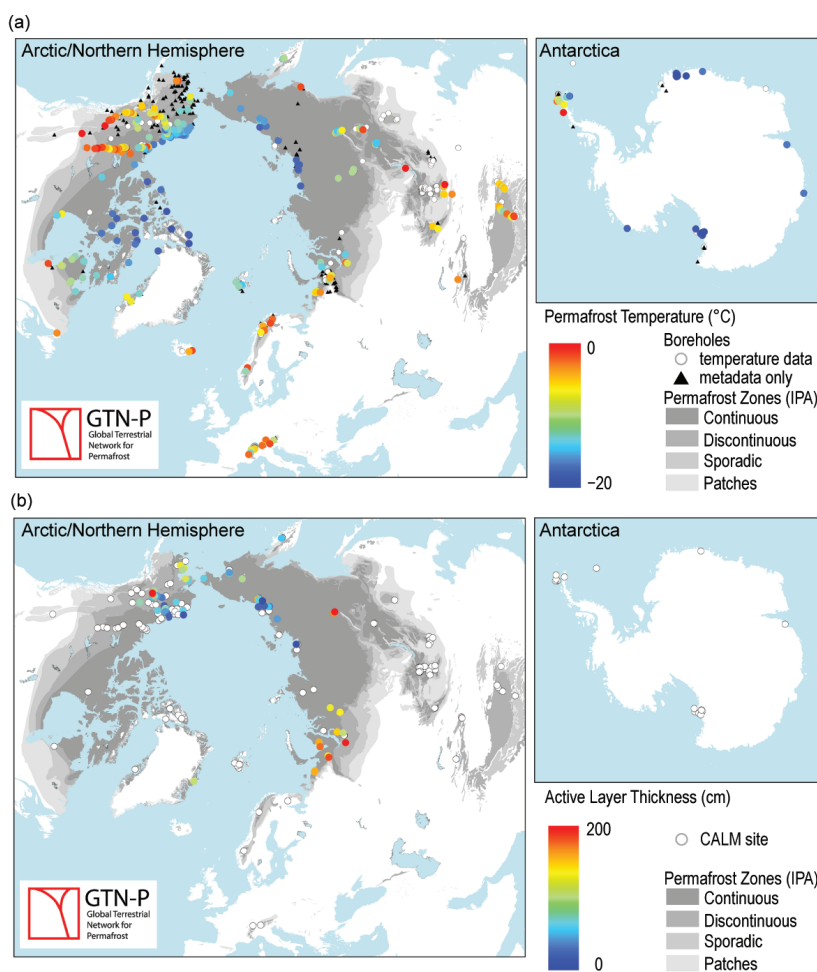 (a)
Arctic/Northern Hemisphere
Antarctica
GTN-P
Global Terrestrial
Network for
Permafrost
Permafrost Temperature (°C)
0
−20
Boreholes
temperature data
metadata only
Permafrost Zones (IPA)
Continuous
Discontinuous
Sporadic
Patches
(b)
Arctic/Northern Hemisphere
Antarctica
GTN-P
Global Terrestrial
Network for
Permafrost
Active Layer Thickness (cm)
200
0
CALM site
Permafrost Zones (IPA)
Continuous
Discontinuous
Sporadic
Patches